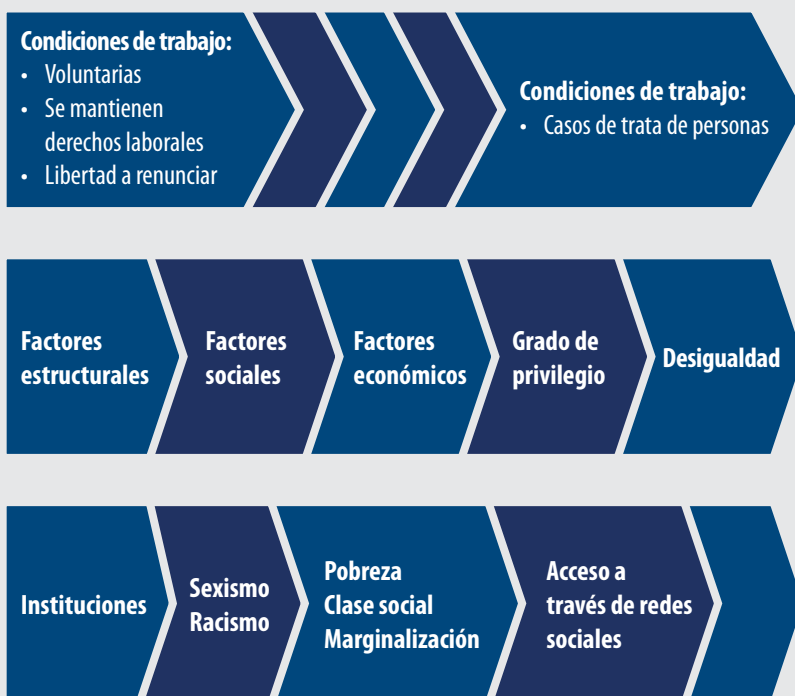 Condiciones de trabajo:
• Voluntarias
• Se mantienen
derechos laborales
• Libertad a renunciar
Condiciones de trabajo:
• Casos de trata de personas
Factores
estructurales
Factores
sociales
Factores
económicos
Grado de
privilegio
Desigualdad
Instituciones
Sexismo
Racismo
Pobreza
Clase social
Marginalización
Acceso a
través de redes
sociales